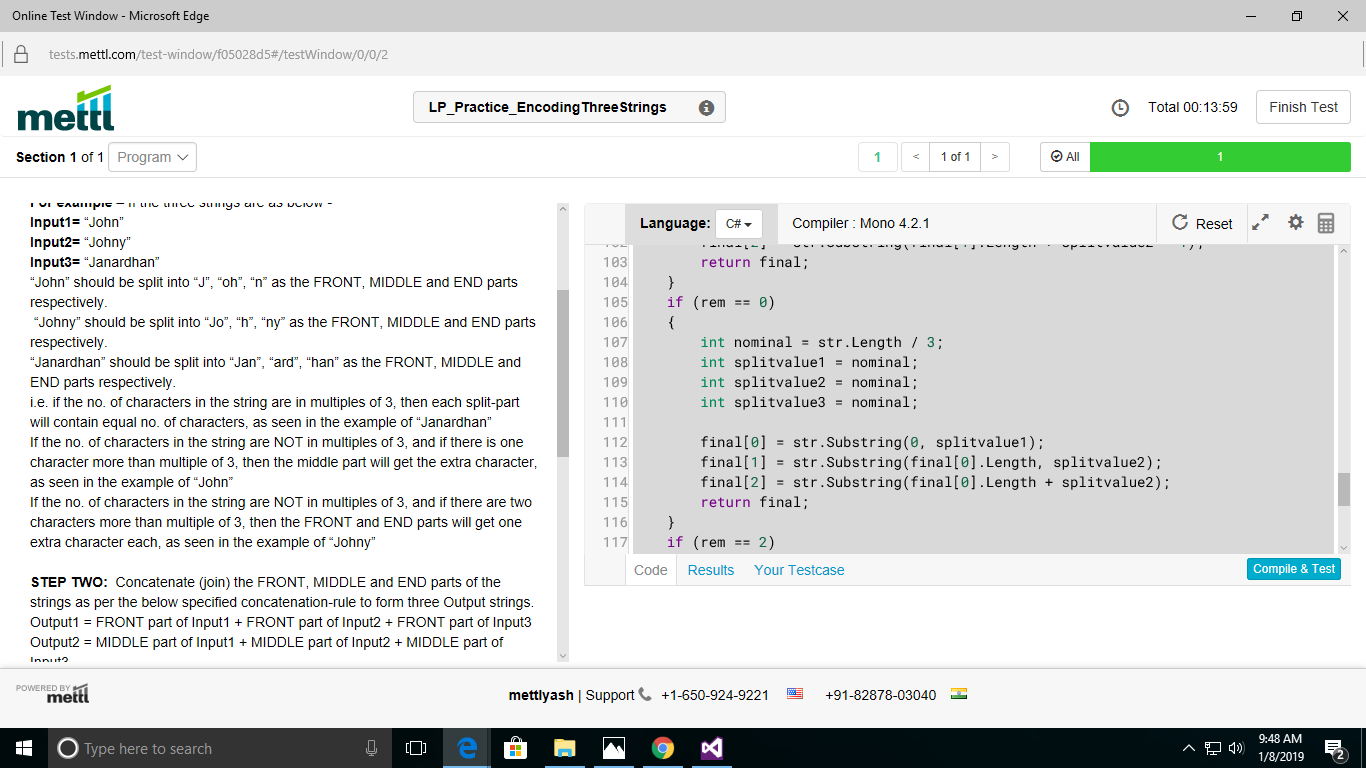 Online Test Window - Microsoft Edge
tests.mettl.com/test-window/f05028d5#/testWindow/0/0/2
mettl
LP_Practice_EncodingThreeStrings
Total 00:13:59
Finish Test
Section 1 of 1
Program
1
<
1 of 1
>
All
1
For example – If the three strings are as below -
Input1= “John”
Input2= “Johny”
Input3= “Janardhan”
“John” should be split into “J”, “oh”, “n” as the FRONT, MIDDLE and END parts
respectively.
“Johny” should be split into “Jo”, “h”, “ny” as the FRONT, MIDDLE and END parts
respectively.
“Janardhan” should be split into “Jan”, “ard”, “han” as the FRONT, MIDDLE and
END parts respectively.
i.e. if the no. of characters in the string are in multiples of 3, then each split-part
will contain equal no. of characters, as seen in the example of “Janardhan”
If the no. of characters in the string are NOT in multiples of 3, and if there is one
character more than multiple of 3, then the middle part will get the extra character,
as seen in the example of “John”
If the no. of characters in the string are NOT in multiples of 3, and if there are two
characters more than multiple of 3, then the FRONT and END parts will get one
extra character each, as seen in the example of “Johny”
STEP TWO: Concatenate (join) the FRONT, MIDDLE and END parts of the
strings as per the below specified concatenation-rule to form three Output strings.
Output1 = FRONT part of Input1 + FRONT part of Input2 + FRONT part of Input3
Output2 = MIDDLE part of Input1 + MIDDLE part of Input2 + MIDDLE part of
Input3
Language: C#
Compiler : Mono 4.2.1
Reset
102
103 return final;
104 }
105 if (rem == 0)
106 {
107 int nominal = str.Length / 3;
108 int splitvalue1 = nominal;
109 int splitvalue2 = nominal;
110 int splitvalue3 = nominal;
111
112 final[0] = str.Substring(0, splitvalue1);
113 final[1] = str.Substring(final[0].Length, splitvalue2);
114 final[2] = str.Substring(final[0].Length + splitvalue2);
115 return final;
116 }
117 if (rem == 2)
Code
Results
Your Testcase
Compile & Test
POWERED BY
mettl
mettlyash | Support +1-650-924-9221 +91-82878-03040
Type here to search
9:48 AM
1/8/2019
2